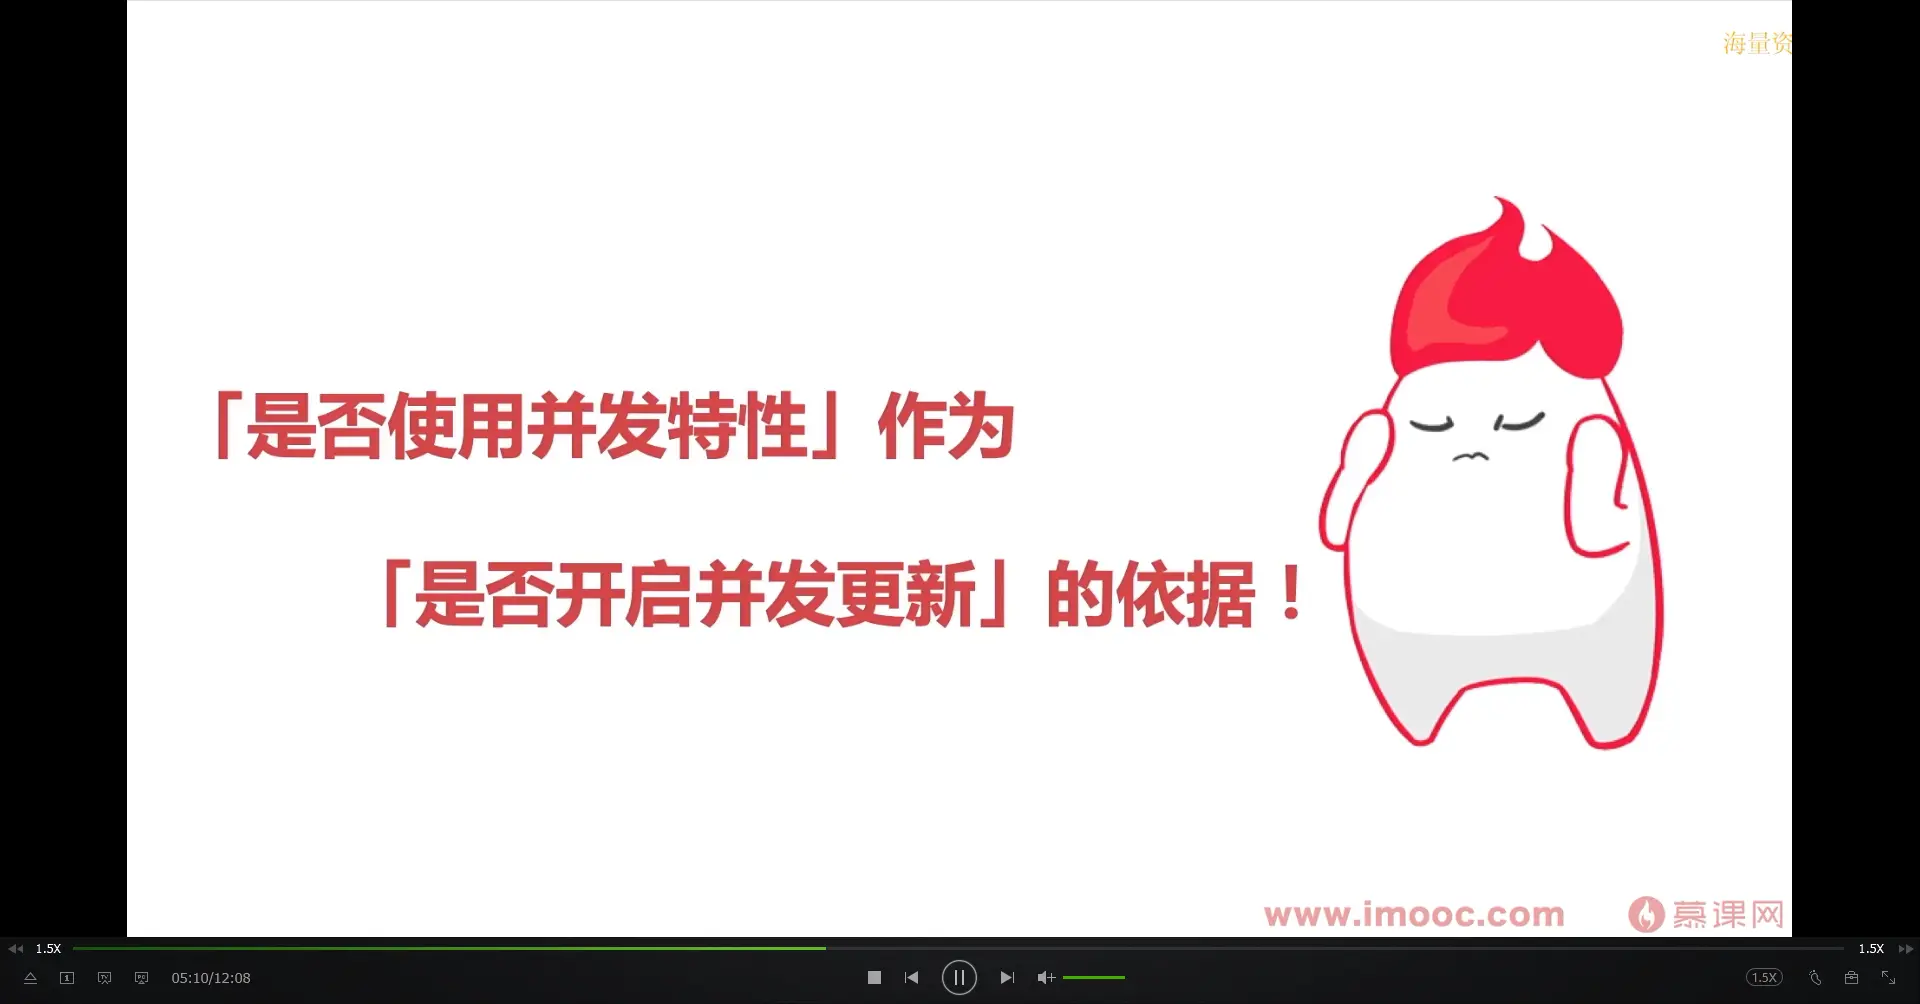 海量资
「是否使用并发特性」作为
「是否开启并发更新」的依据！
www.imooc.com 慕课网
1.5X 1.5X
05:10/12:08 1.5X